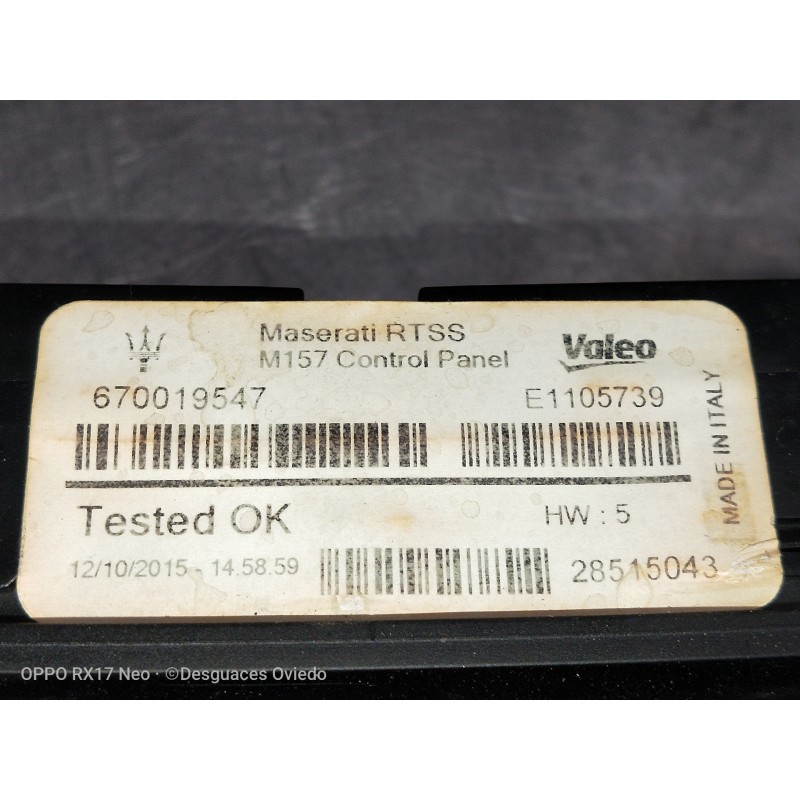 Maserati RTSS
M157 Control Panel
Valeo
670019547
E1105739
MADE IN ITALY
Tested OK
HW : 5
12/10/2015 - 14.58.59
28515043
OPPO RX17 Neo · ©Desguaces Oviedo